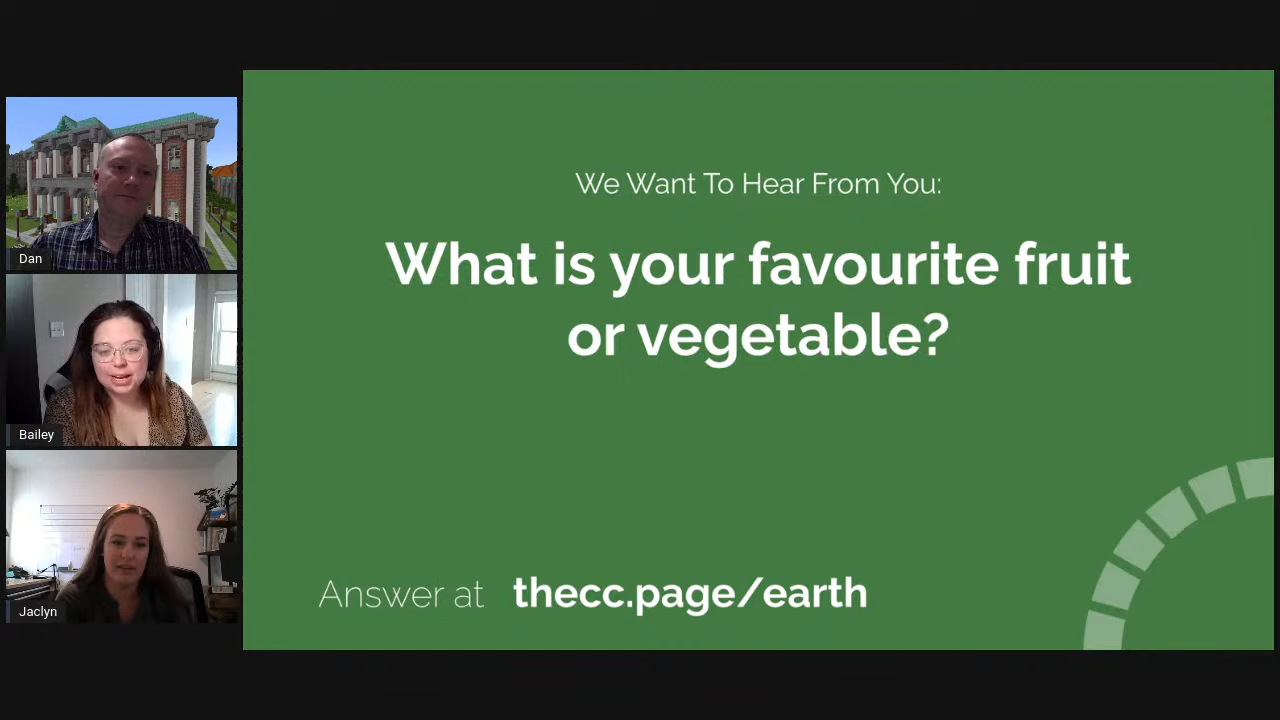 Dan
Bailey
Jaclyn
We Want To Hear From You:
What is your favourite fruit
or vegetable?
Answer at thecc.page/earth